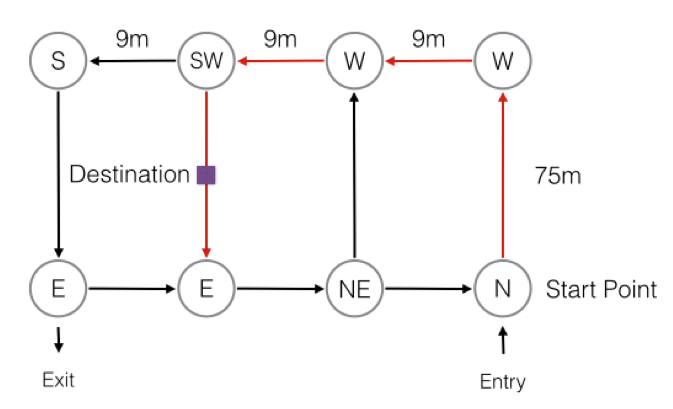 9m 9m 9m
S SW W W
Destination 75m
E E NE N Start Point
Exit Entry